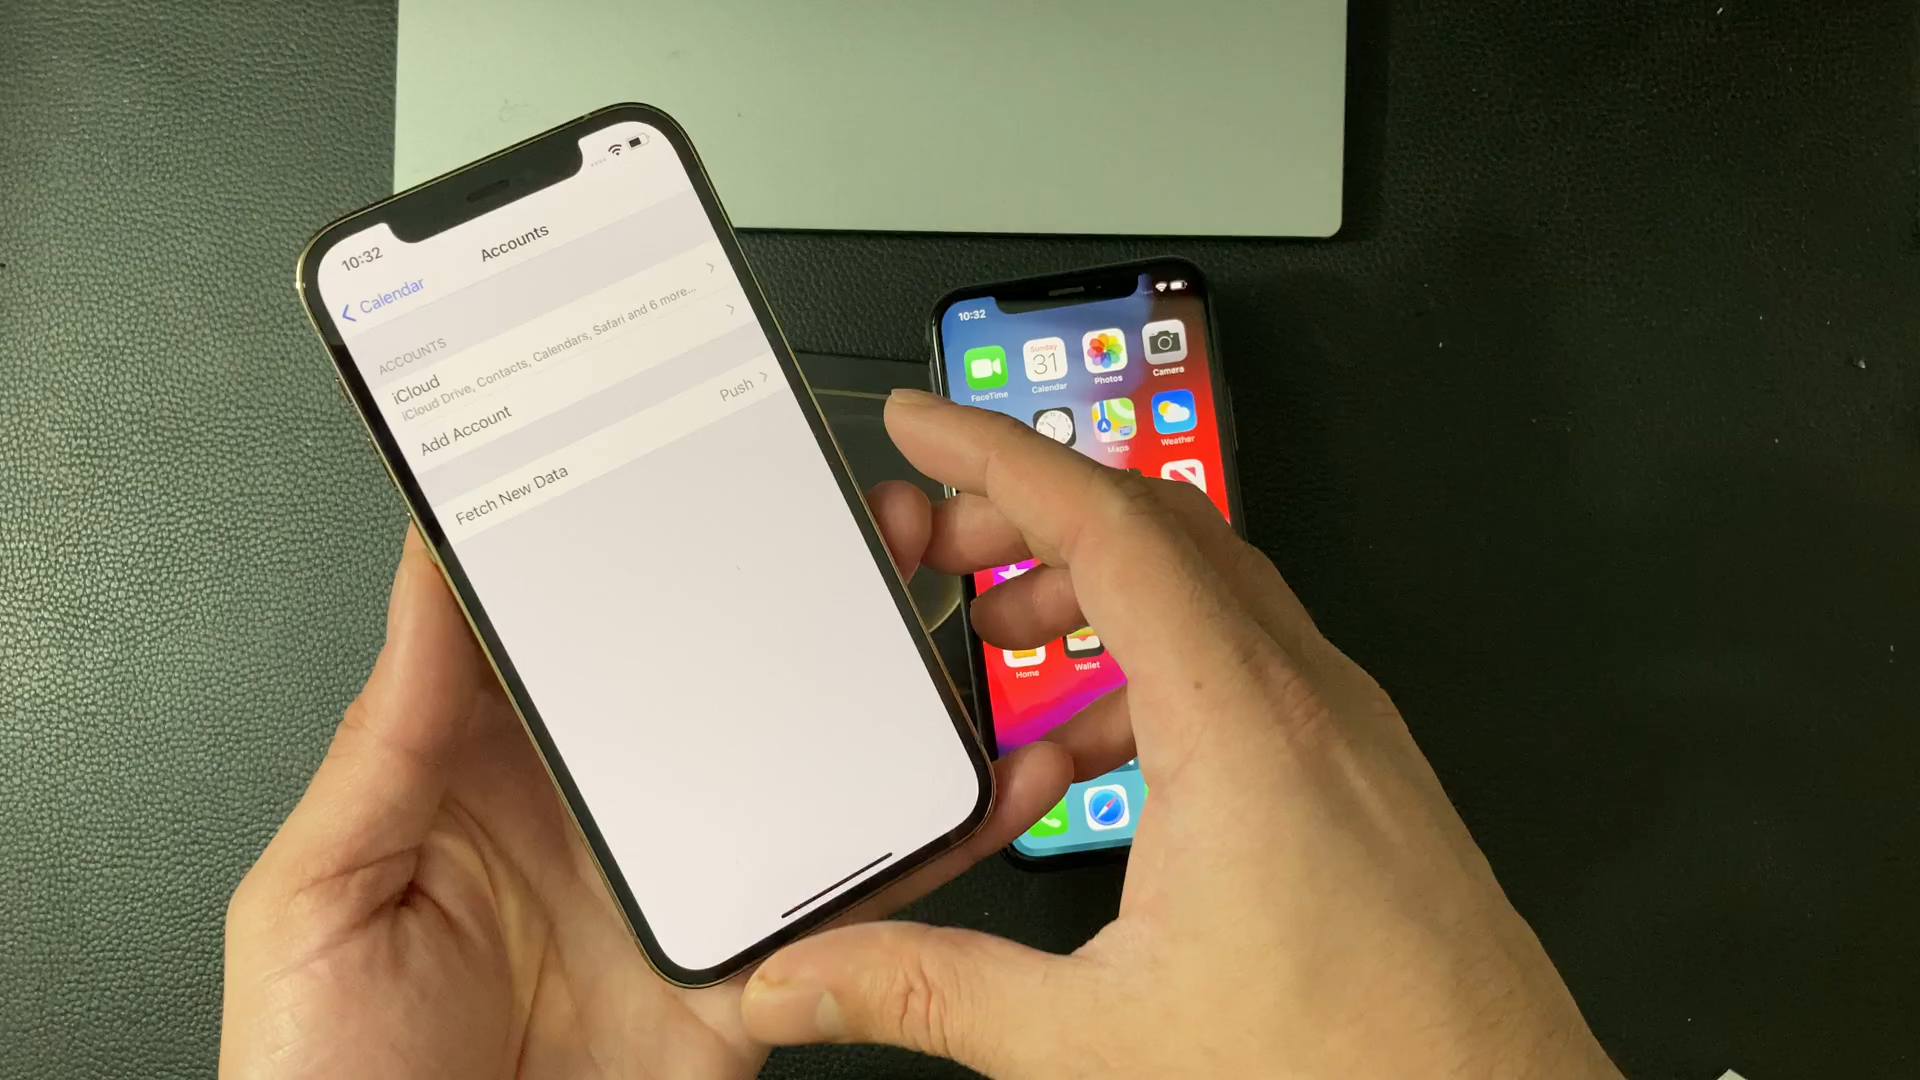 10:32
Calendar
Accounts
ACCOUNTS
iCloud
iCloud Drive, Contacts, Calendars, Safari and 6 more...
Add Account
Fetch New Data
Push
10:32
FaceTime
Sunday
31
Calendar
Photos
Camera
Maps
Weather
Home
Wallet